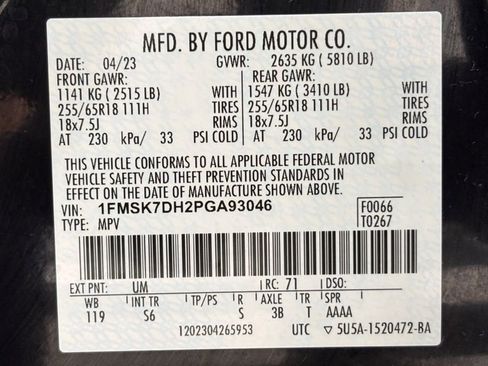 MFD. BY FORD MOTOR CO.
DATE: 04/23 GVWR: 2635 KG ( 5810 LB)
FRONT GAWR: REAR GAWR:
1141 KG ( 2515 LB) WITH 1547 KG ( 3410 LB) WITH
255/65R18 111H TIRES 255/65R18 111H TIRES
18x7.5J RIMS 18x7.5J RIMS
AT 230 kPa/ 33 PSI COLD AT 230 kPa/ 33 PSI COLD
THIS VEHICLE CONFORMS TO ALL APPLICABLE FEDERAL MOTOR
VEHICLE SAFETY AND THEFT PREVENTION STANDARDS IN
EFFECT ON THE DATE OF MANUFACTURE SHOWN ABOVE.
VIN: 1FMSK7DH2PGA93046 F0066
TYPE: MPV T0267
EXT PNT: UM RC: 71 DSO:
WB INT TR TP/PS R AXLE TR SPR
119 S6 S 3B T AAAA
1202304265953 UTC ▽ 5U5A-1520472-BA